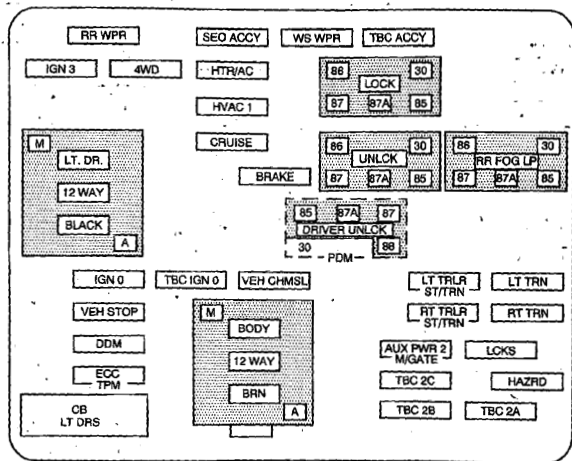 RR WPR
SEO ACCY
WS WPR
TBC ACCY
IGN 3
4WD
HTR/AC
86
30
LOCK
87
87A
85
HVAC 1
M
LT. DR.
12 WAY
BLACK
A
CRUISE
BRAKE
86
30
UNLCK
87
87A
85
86
30
RR FOG LP
87
87A
85
85
87A
87
DRIVER UNLCK
30
88
PDM
IGN 0
TBC IGN 0
VEH CHMSL
VEH STOP
DDM
ECC
TPM
CB
LT DRS
M
BODY
12 WAY
BRN
A
LT TRLR
ST/TRN
LT TRN
RT TRLR
ST/TRN
RT TRN
AUX PWR 2
M/GATE
LCKS
TBC 2C
HAZRD
TBC 2B
TBC 2A